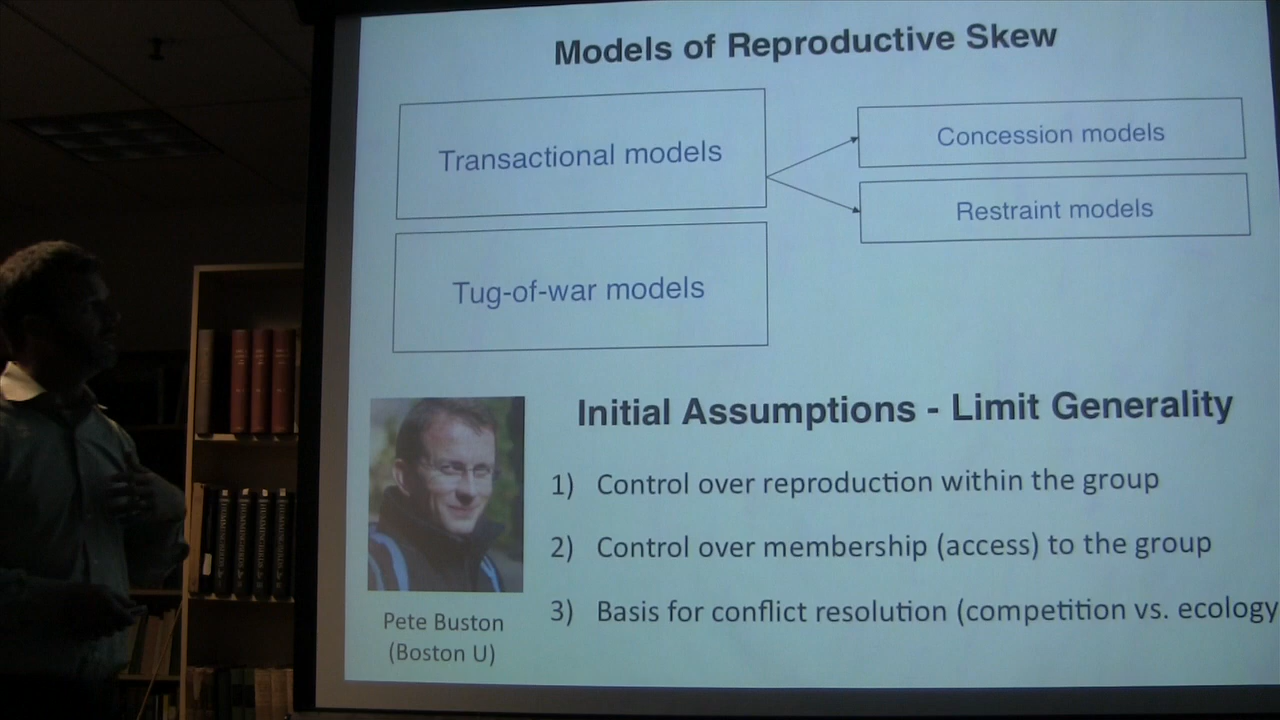 Models of Reproductive Skew
Transactional models
Concession models
Restraint models
Tug-of-war models
Initial Assumptions - Limit Generality
1) Control over reproduction within the group
2) Control over membership (access) to the group
3) Basis for conflict resolution (competition vs. ecology
Pete Buston
(Boston U)